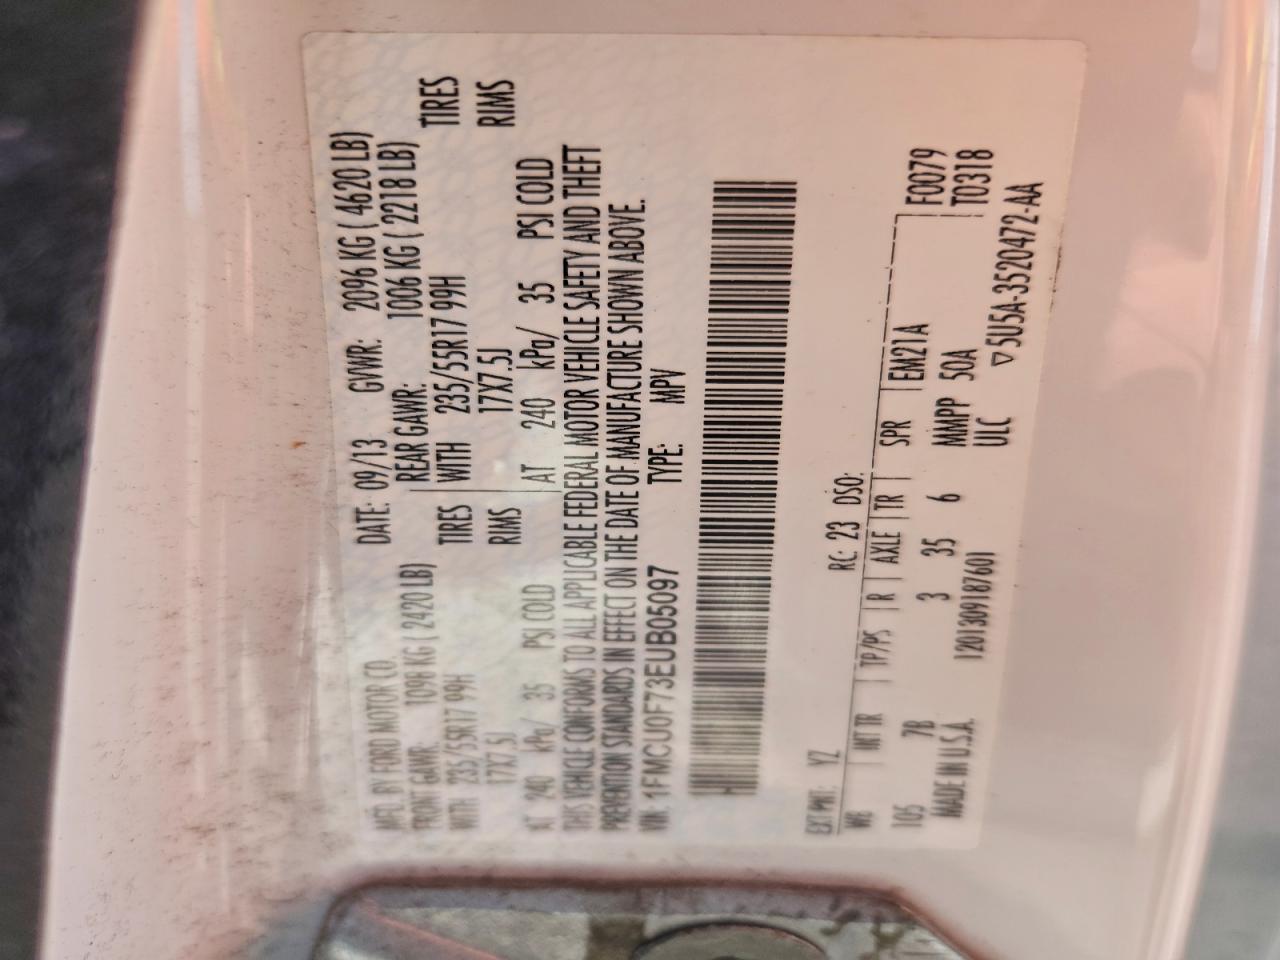 MFD. BY FORD MOTOR CO. DATE: 09/13 GVWR: 2096 KG ( 4620 LB)
FRONT GAWR: 1098 KG ( 2420 LB) REAR GAWR: 1006 KG ( 2218 LB)
WITH 235/55R17 99H TIRES WITH 235/55R17 99H TIRES
17X7.5J RIMS 17X7.5J RIMS
AT 240 kPa/ 35 PSI COLD AT 240 kPa/ 35 PSI COLD
THIS VEHICLE CONFORMS TO ALL APPLICABLE FEDERAL MOTOR VEHICLE SAFETY AND THEFT
PREVENTION STANDARDS IN EFFECT ON THE DATE OF MANUFACTURE SHOWN ABOVE.
VIN: 1FMCU0F73EUB05097 TYPE: MPV
EXT PNT: YZ RC: 23 DSO:
WB INT TR TP/PS R AXLE TR SPR EM21A F0079
105 7B 3 35 6 MMPP 50A T0318
MADE IN U.S.A. 1201309187601 ULC ▽5U5A-3520472-AA